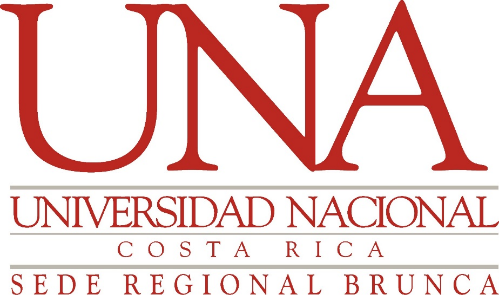 UNA
UNIVERSIDAD NACIONAL
COSTA RICA
SEDE REGIONAL BRUNCA